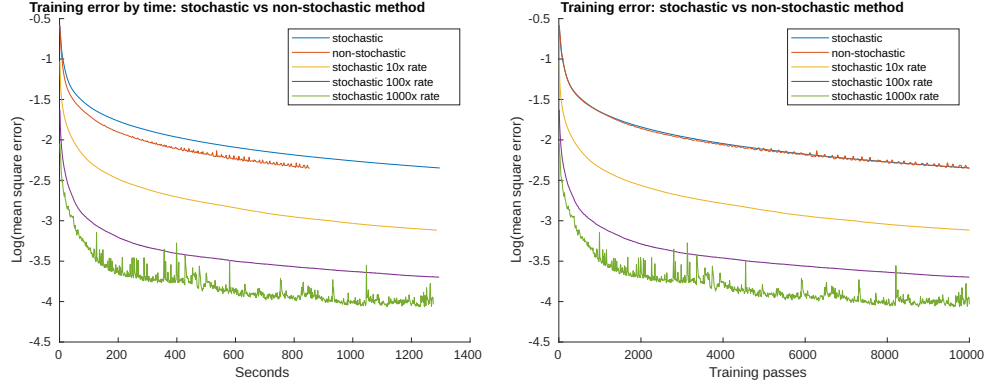 Training error by time: stochastic vs non-stochastic method
-0.5
-1
-1.5
-2
-2.5
-3
-3.5
-4
-4.5
Log(mean square error)
stochastic
non-stochastic
stochastic 10x rate
stochastic 100x rate
stochastic 1000x rate
0 200 400 600 800 1000 1200 1400
Seconds
Training error: stochastic vs non-stochastic method
-0.5
-1
-1.5
-2
-2.5
-3
-3.5
-4
-4.5
Log(mean square error)
stochastic
non-stochastic
stochastic 10x rate
stochastic 100x rate
stochastic 1000x rate
0 2000 4000 6000 8000 10000
Training passes